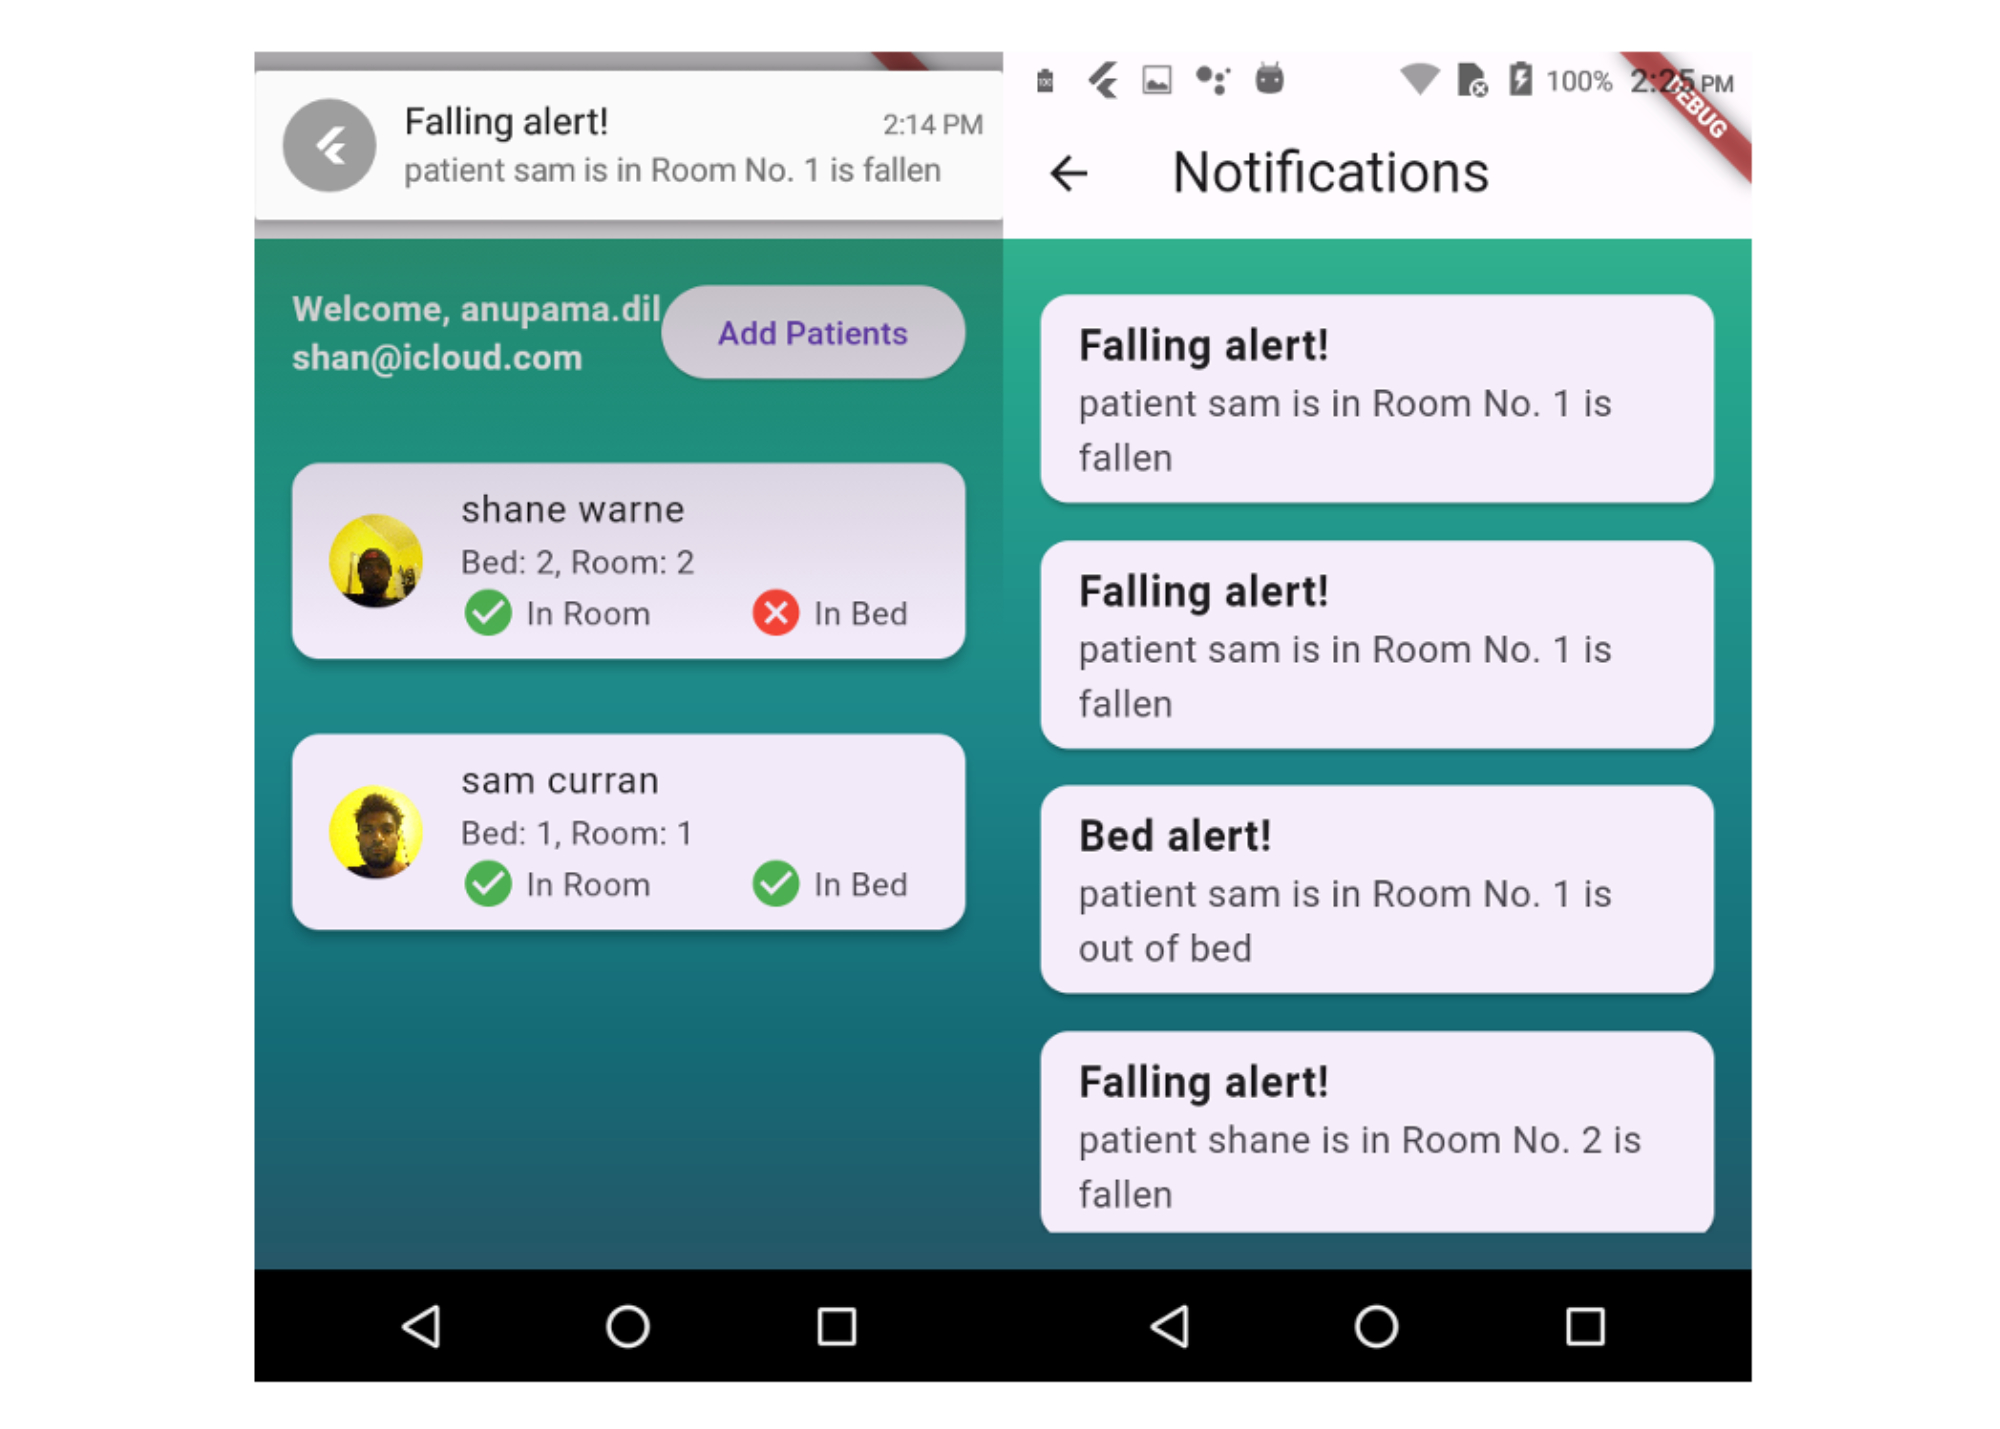 Falling alert!
2:14 PM
patient sam is in Room No. 1 is fallen
Welcome, anupama.dil
shan@icloud.com
Add Patients
shane warne
Bed: 2, Room: 2
In Room
In Bed
sam curran
Bed: 1, Room: 1
In Room
In Bed
100% 2:25 PM
DEBUG
Notifications
Falling alert!
patient sam is in Room No. 1 is
fallen
Falling alert!
patient sam is in Room No. 1 is
fallen
Bed alert!
patient sam is in Room No. 1 is
out of bed
Falling alert!
patient shane is in Room No. 2 is
fallen